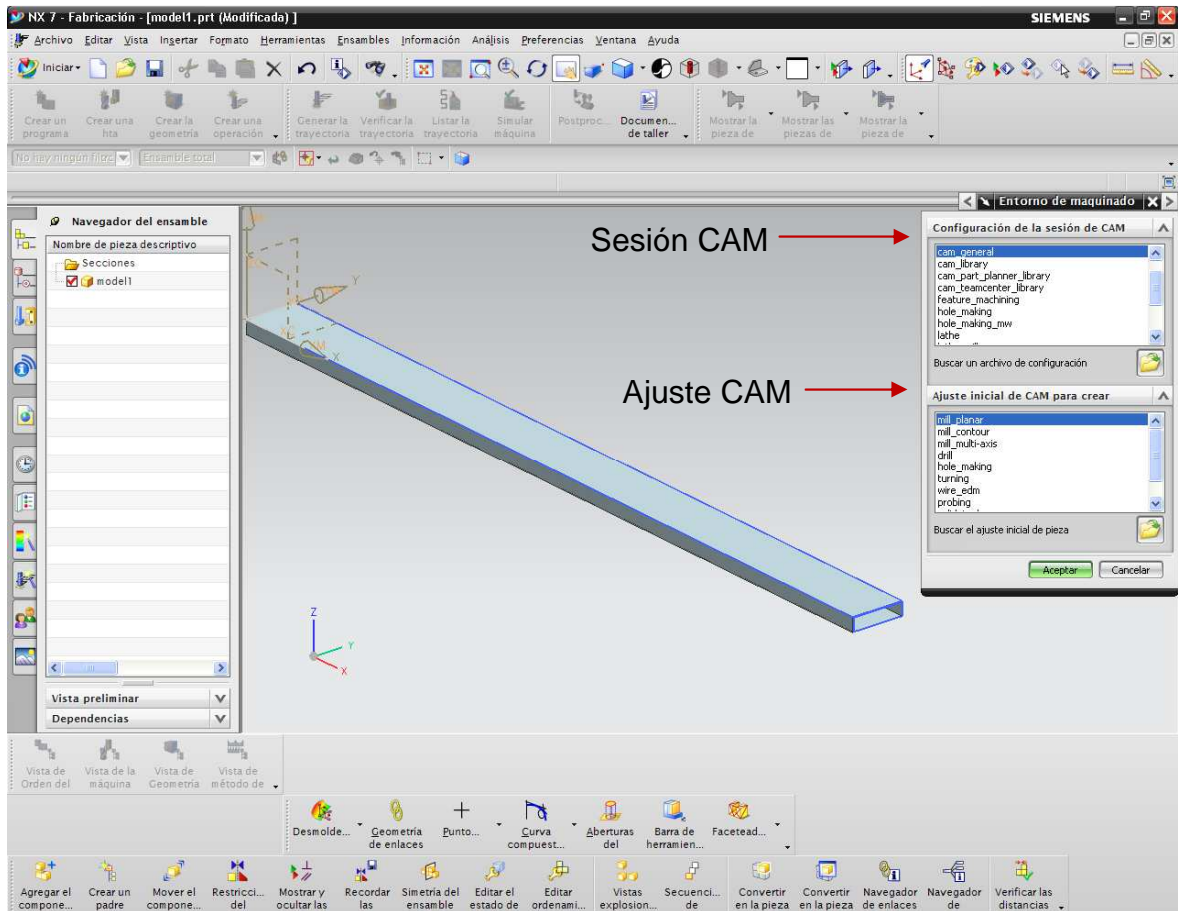 NX 7 - Fabricación - [model1.prt (Modificada) ]
SIEMENS
Archivo Editar Vista Insertar Formato Herramientas Ensambles Información Análisis Preferencias Ventana Ayuda
Iniciar
Crear un programa
Crear una hta
Crear la geometría
Crear una operación
Generar la trayectoria
Verificar la trayectoria
Listar la trayectoria
Simular máquina
Postproc...
Documen... de taller
Mostrar la pieza de
Mostrar las piezas de
Mostrar la pieza de
No hay ningún filtro
Ensamble total
Entorno de maquinado
Navegador del ensamble
Nombre de pieza descriptivo
Secciones
model1
Vista preliminar
Dependencias
Sesión CAM
Ajuste CAM
Y
X
Z
Y
X
Configuración de la sesión de CAM
cam_general
cam_library
cam_part_planner_library
cam_teamcenter_library
feature_machining
hole_making
hole_making_mw
lathe
Buscar un archivo de configuración
Ajuste inicial de CAM para crear
mill_planar
mill_contour
mill_multi-axis
drill
hole_making
turning
wire_edm
probing
Buscar el ajuste inicial de pieza
Aceptar
Cancelar
Vista de Orden del
Vista de la máquina
Vista de Geometría
Vista de método de
Desmolde...
Geometría de enlaces
Punto...
Curva compuest...
Aberturas del
Barra de herramien...
Facetead...
Agregar el compone...
Crear un padre
Mover el compone...
Restricci... del
Mostrar y ocultar las
Recordar las
Simetría del ensamble
Editar el estado de
Editar ordenami...
Vistas explosion...
Secuenci... de
Convertir en la pieza
Convertir en la pieza
Navegador de enlaces
Navegador de
Verificar las distancias